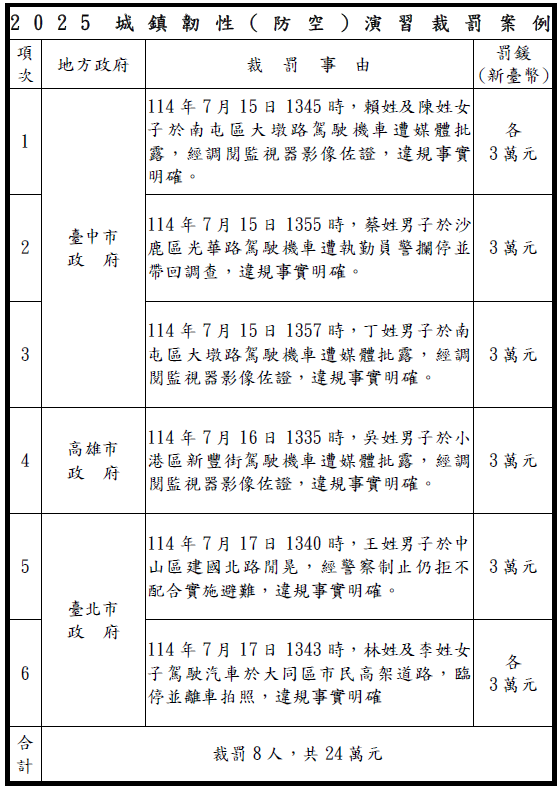 2025 城鎮韌性(防空)演習裁罰案例
項次
地方政府
裁罰事由
罰鍰
(新臺幣)
1
臺中市
政府
114年7月15日1345時，賴姓及陳姓女
子於南屯區大墩路駕駛機車遭媒體批
露，經調閱監視器影像佐證，違規事實
明確。
各
3萬元
2
114年7月15日1355時，蔡姓男子於沙
鹿區光華路駕駛機車遭執勤員警攔停並
帶回調查，違規事實明確。
3萬元
3
114年7月15日1357時，丁姓男子於南
屯區大墩路駕駛機車遭媒體批露，經調
閱監視器影像佐證，違規事實明確。
3萬元
4
高雄市
政府
114年7月16日1335時，吳姓男子於小
港區新豐街駕駛機車遭媒體批露，經調
閱監視器影像佐證，違規事實明確。
3萬元
5
臺北市
政府
114年7月17日1340時，王姓男子於中
山區建國北路閒晃，經警察制止仍拒不
配合實施避難，違規事實明確。
3萬元
6
114年7月17日1343時，林姓及李姓女
子駕駛汽車於大同區市民高架道路，臨
停並離車拍照，違規事實明確
各
3萬元
合計
裁罰8人，共24萬元